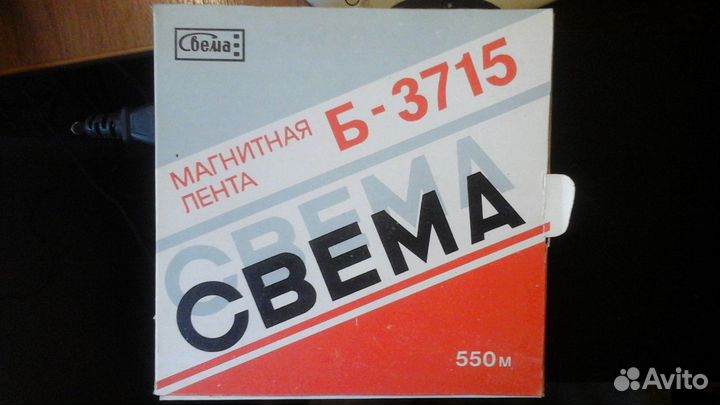 Свема
Б-3715
МАГНИТНАЯ
ЛЕНТА
СВЕМА
СВЕМА
550м
Avito